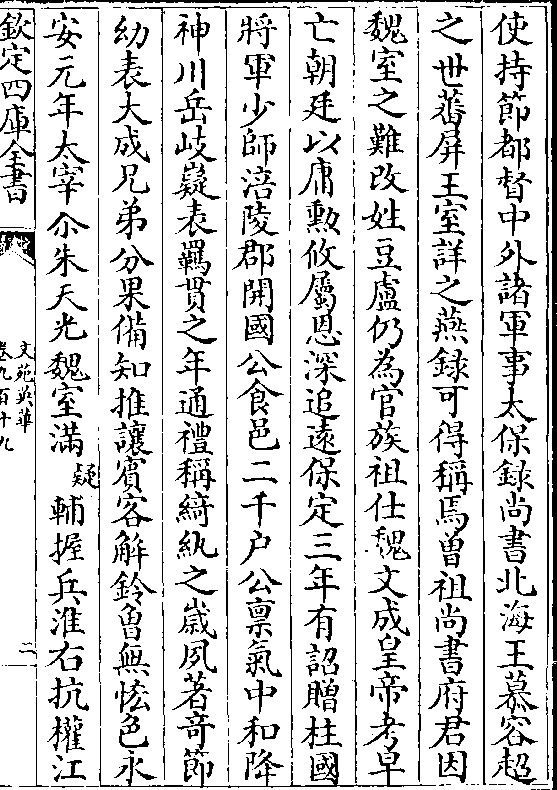 使持節都督中外諸軍事太保録尚書北海王慕容超
之世蕃屏王室詳之燕録可得稱焉曾祖尚書府君因
魏室之難改姓豆盧仍為官族祖仕魏文成皇帝考早
亡朝廷以庸勲攸屬恩深追遠保定三年有詔贈柱國
將軍少師涪陵郡開國公食邑二千户公禀氣中和降
神川岳岐嶷表羈貫之年通禮稱綺紈之歳夙著奇節
幼表大成兄弟分果備知推讓賓客解鈴曾無恡色永
安元年太宰尒朱天光魏室滿疑輔握兵淮右抗權江
欽定四庫全書
文苑英華
卷九百十九
二